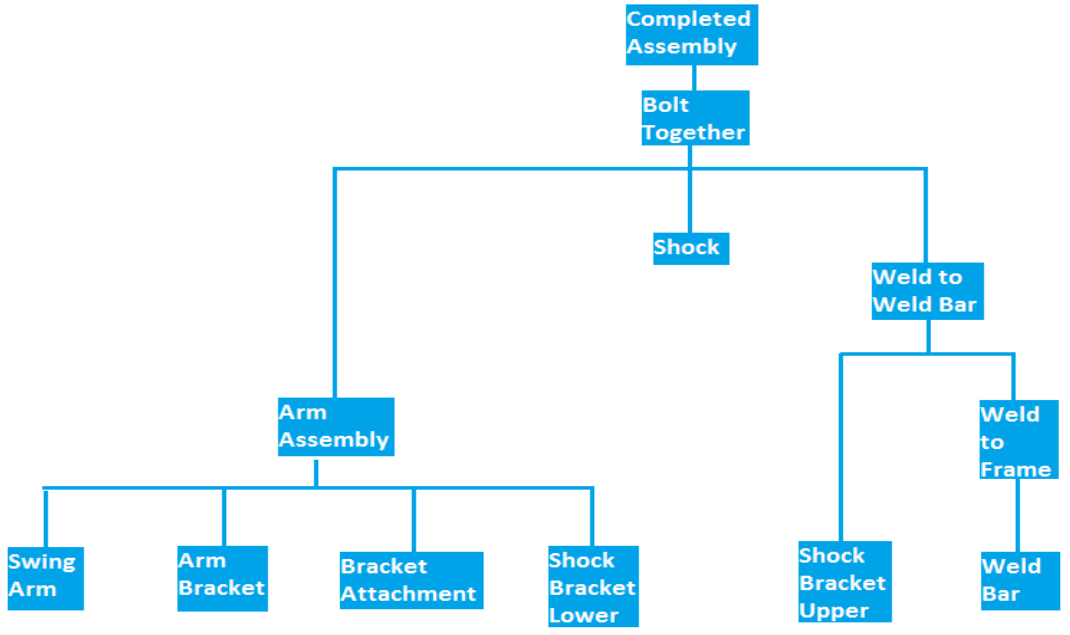 Completed
Assembly
Bolt
Together
Shock
Weld to
Weld Bar
Arm
Assembly
Weld
to
Frame
Swing
Arm
Arm
Bracket
Bracket
Attachment
Shock
Bracket
Lower
Shock
Bracket
Upper
Weld
Bar